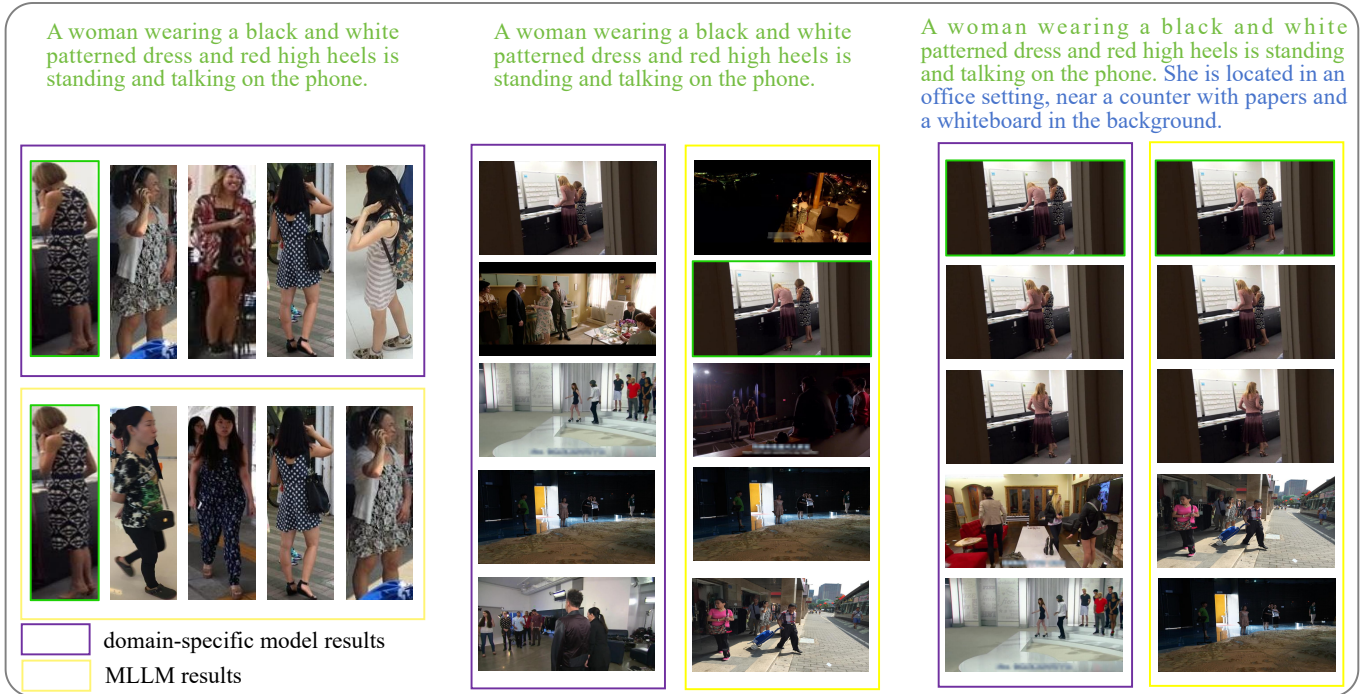 A woman wearing a black and white
patterned dress and red high heels is
standing and talking on the phone.
A woman wearing a black and white
patterned dress and red high heels is
standing and talking on the phone.
A woman wearing a black and white
patterned dress and red high heels is standing
and talking on the phone. She is located in an
office setting, near a counter with papers and
a whiteboard in the background.
domain-specific model results
MLLM results